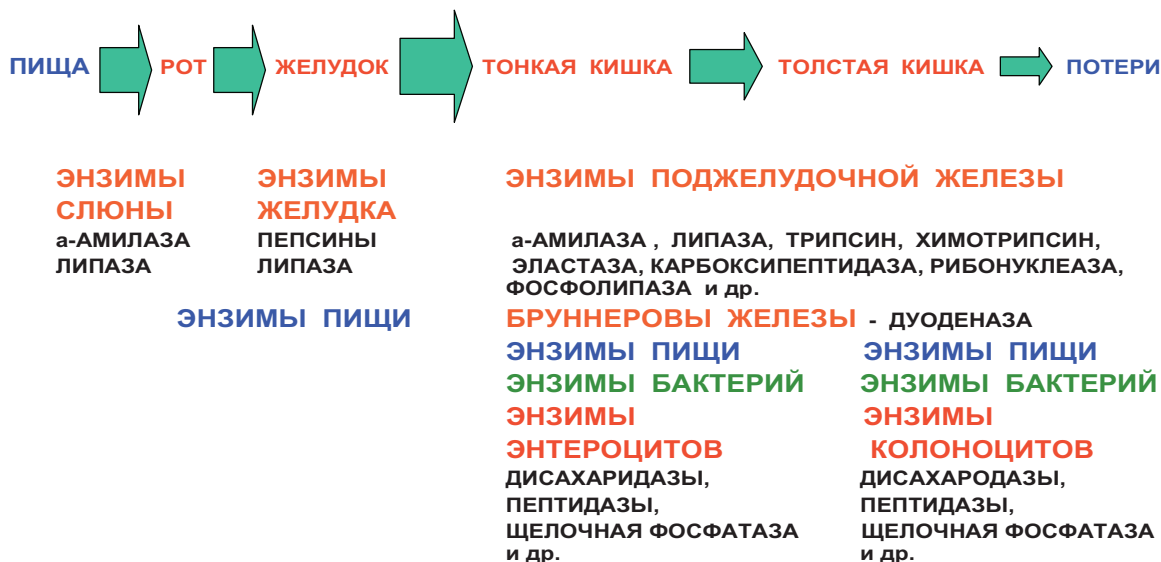 ПИЩА РОТ ЖЕЛУДОК ТОНКАЯ КИШКА ТОЛСТАЯ КИШКА ПОТЕРИ
ЭНЗИМЫ СЛЮНЫ
а-АМИЛАЗА
ЛИПАЗА
ЭНЗИМЫ ЖЕЛУДКА
ПЕПСИНЫ
ЛИПАЗА
ЭНЗИМЫ ПИЩИ
ЭНЗИМЫ ПОДЖЕЛУДОЧНОЙ ЖЕЛЕЗЫ
а-АМИЛАЗА , ЛИПАЗА, ТРИПСИН, ХИМОТРИПСИН,
ЭЛАСТАЗА, КАРБОКСИПЕПТИДАЗА, РИБОНУКЛЕАЗА,
ФОСФОЛИПАЗА и др.
БРУННЕРОВЫ ЖЕЛЕЗЫ - ДУОДЕНАЗА
ЭНЗИМЫ ПИЩИ
ЭНЗИМЫ БАКТЕРИЙ
ЭНЗИМЫ
ЭНТЕРОЦИТОВ
ДИСАХАРИДАЗЫ,
ПЕПТИДАЗЫ,
ЩЕЛОЧНАЯ ФОСФАТАЗА
и др.
ЭНЗИМЫ ПИЩИ
ЭНЗИМЫ БАКТЕРИЙ
ЭНЗИМЫ
КОЛОНОЦИТОВ
ДИСАХАРОДАЗЫ,
ПЕПТИДАЗЫ,
ЩЕЛОЧНАЯ ФОСФАТАЗА
и др.